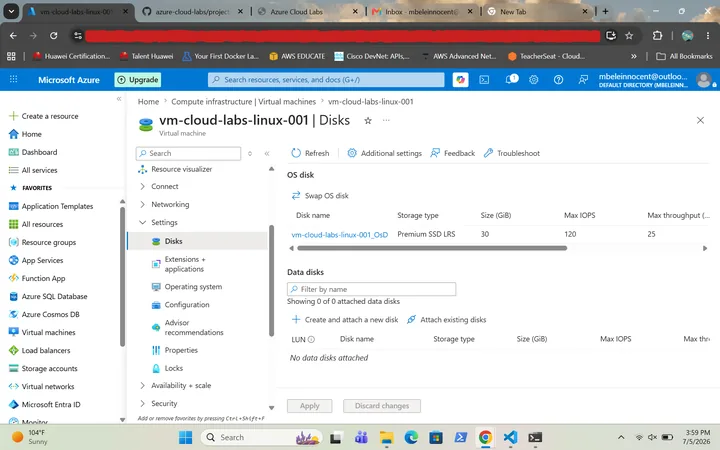 vm-cloud-labs-linux-001
azure-cloud-labs/project
Azure Cloud Labs
Inbox - mbeleinnocent@
New Tab
Huawei Certification...
Talent Huawei
Your First Docker La...
AWS EDUCATE
Cisco DevNet: APIs,...
AWS Advanced Net...
TeacherSeat - Cloud...
All Bookmarks
Microsoft Azure
Upgrade
Search resources, services, and docs (G+/)
1
mbeleinnocent@outloo...
DEFAULT DIRECTORY (MBELEINN...
Create a resource
Home
Dashboard
All services
FAVORITES
Application Templates
All resources
Resource groups
App Services
Function App
Azure SQL Database
Azure Cosmos DB
Virtual machines
Load balancers
Storage accounts
Virtual networks
Microsoft Entra ID
Monitor
Home > Compute infrastructure | Virtual machines > vm-cloud-labs-linux-001
vm-cloud-labs-linux-001 | Disks
Virtual machine
Search
Resource visualizer
Connect
Networking
Settings
Disks
Extensions +
applications
Operating system
Configuration
Advisor
recommendations
Properties
Locks
Availability + scale
Security
Add or remove favorites by pressing Ctrl+Shift+F
Refresh
Additional settings
Feedback
Troubleshoot
OS disk
Swap OS disk
Disk name Storage type Size (GiB) Max IOPS Max throughput (...
vm-cloud-labs-linux-001_OsD Premium SSD LRS 30 120 25
Data disks
Filter by name
Showing 0 of 0 attached data disks
Create and attach a new disk
Attach existing disks
LUN Disk name Storage type Size (GiB) Max IOPS Max thro
No data disks attached
Apply
Discard changes
104°F
Sunny
Search
3:59 PM
7/5/2026